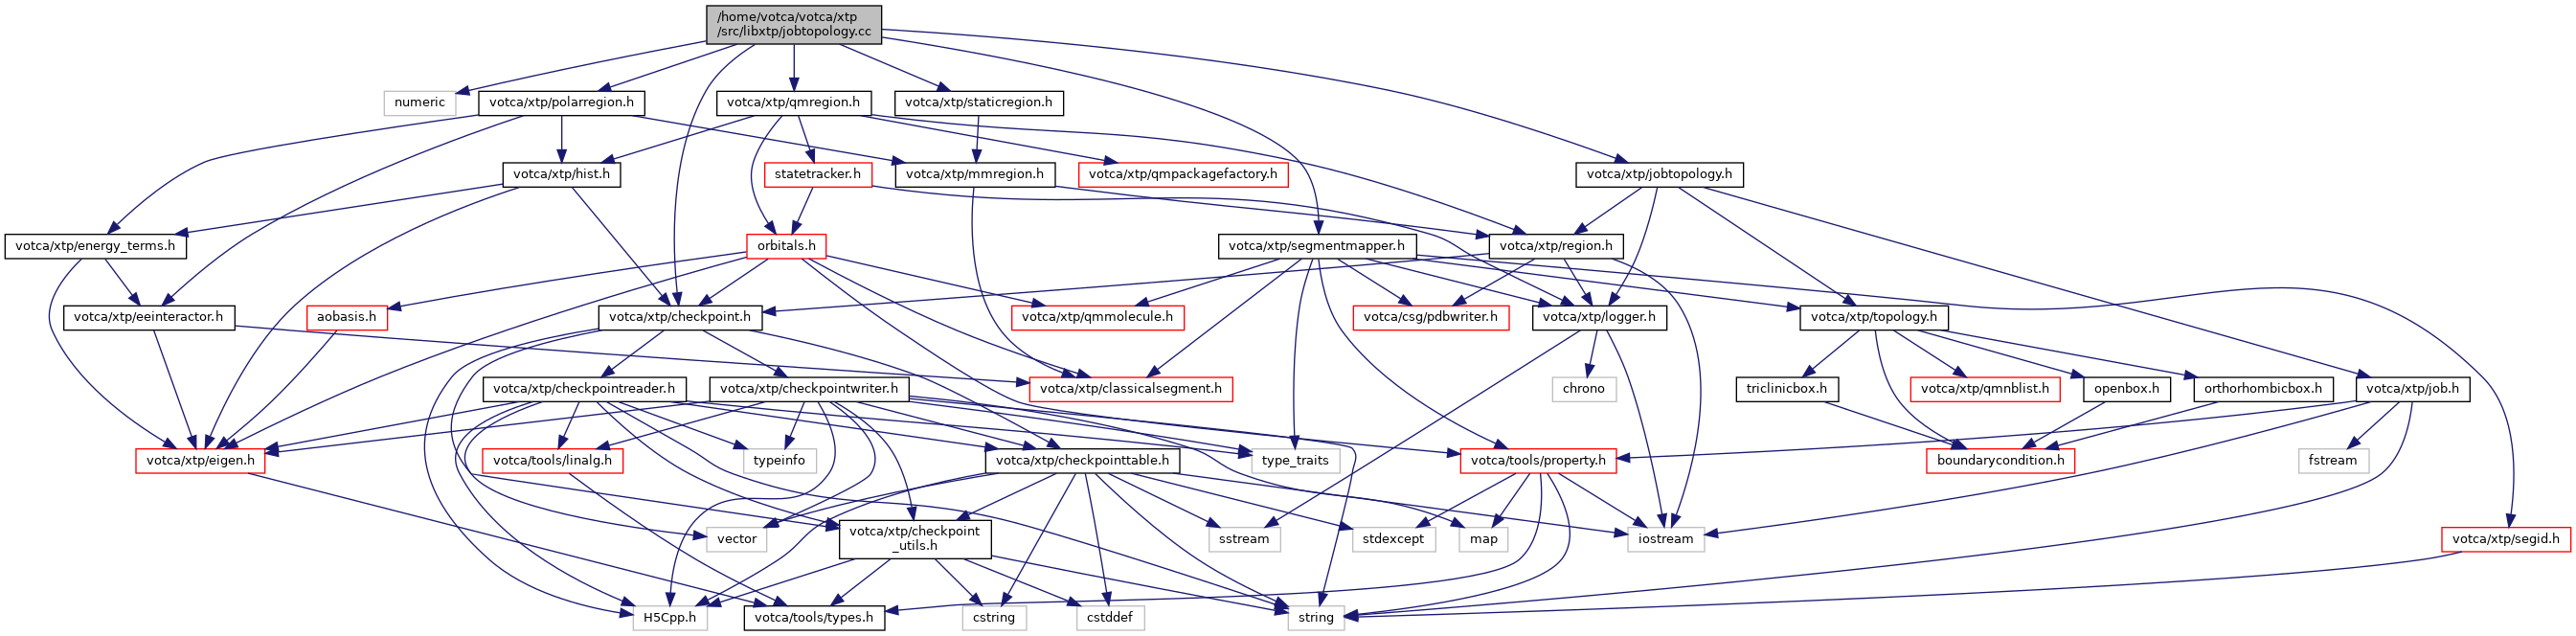 /home/votca/votca/xtp
/src/libxtp/jobtopology.cc
numeric
votca/xtp/polarregion.h
votca/xtp/qmregion.h
votca/xtp/staticregion.h
votca/xtp/hist.h
statetracker.h
votca/xtp/mmregion.h
votca/xtp/qmpackagefactory.h
votca/xtp/jobtopology.h
votca/xtp/energy_terms.h
orbitals.h
votca/xtp/segmentmapper.h
votca/xtp/region.h
votca/xtp/eeinteractor.h
aobasis.h
votca/xtp/checkpoint.h
votca/xtp/qmmolecule.h
votca/csg/pdbwriter.h
votca/xtp/logger.h
votca/xtp/topology.h
votca/xtp/checkpointreader.h
votca/xtp/checkpointwriter.h
votca/xtp/classicalsegment.h
chrono
triclinicbox.h
votca/xtp/qmnblist.h
openbox.h
orthorhombicbox.h
votca/xtp/job.h
votca/xtp/eigen.h
votca/tools/linalg.h
typeinfo
votca/xtp/checkpointtable.h
type_traits
votca/tools/property.h
boundarycondition.h
fstream
vector
votca/xtp/checkpoint
_utils.h
sstream
stdexcept
map
iostream
votca/xtp/segid.h
H5Cpp.h
votca/tools/types.h
cstring
cstddef
string